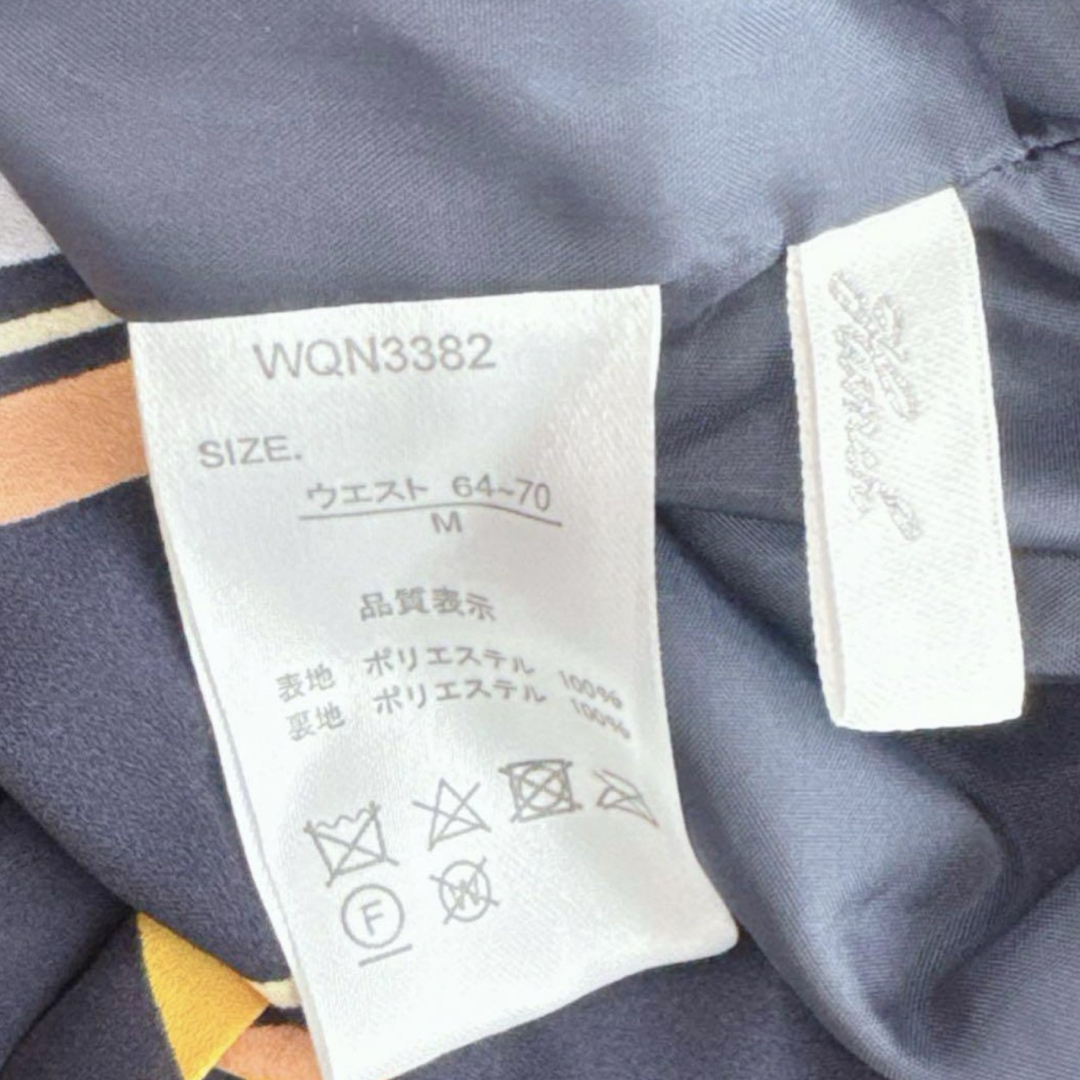 WQN3382
SIZE.
ウエスト 64~70
M
品質表示
表地 ポリエステル 100%
裏地 ポリエステル 100%
F
W